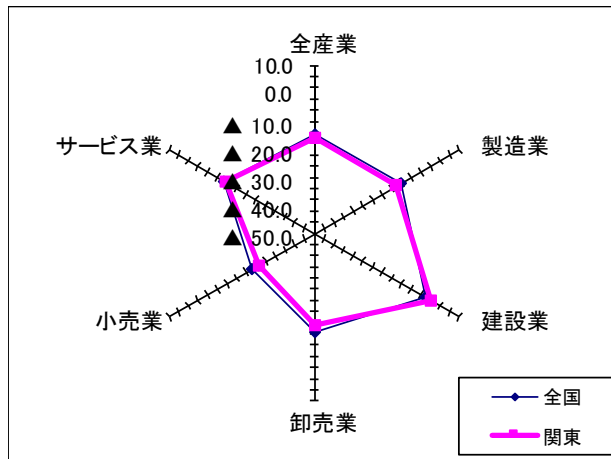 全産業
10.0
0.0
▲ 10.0
▲ 20.0
▲ 30.0
▲ 40.0
▲ 50.0
サービス業
製造業
小売業
建設業
卸売業
全国
関東